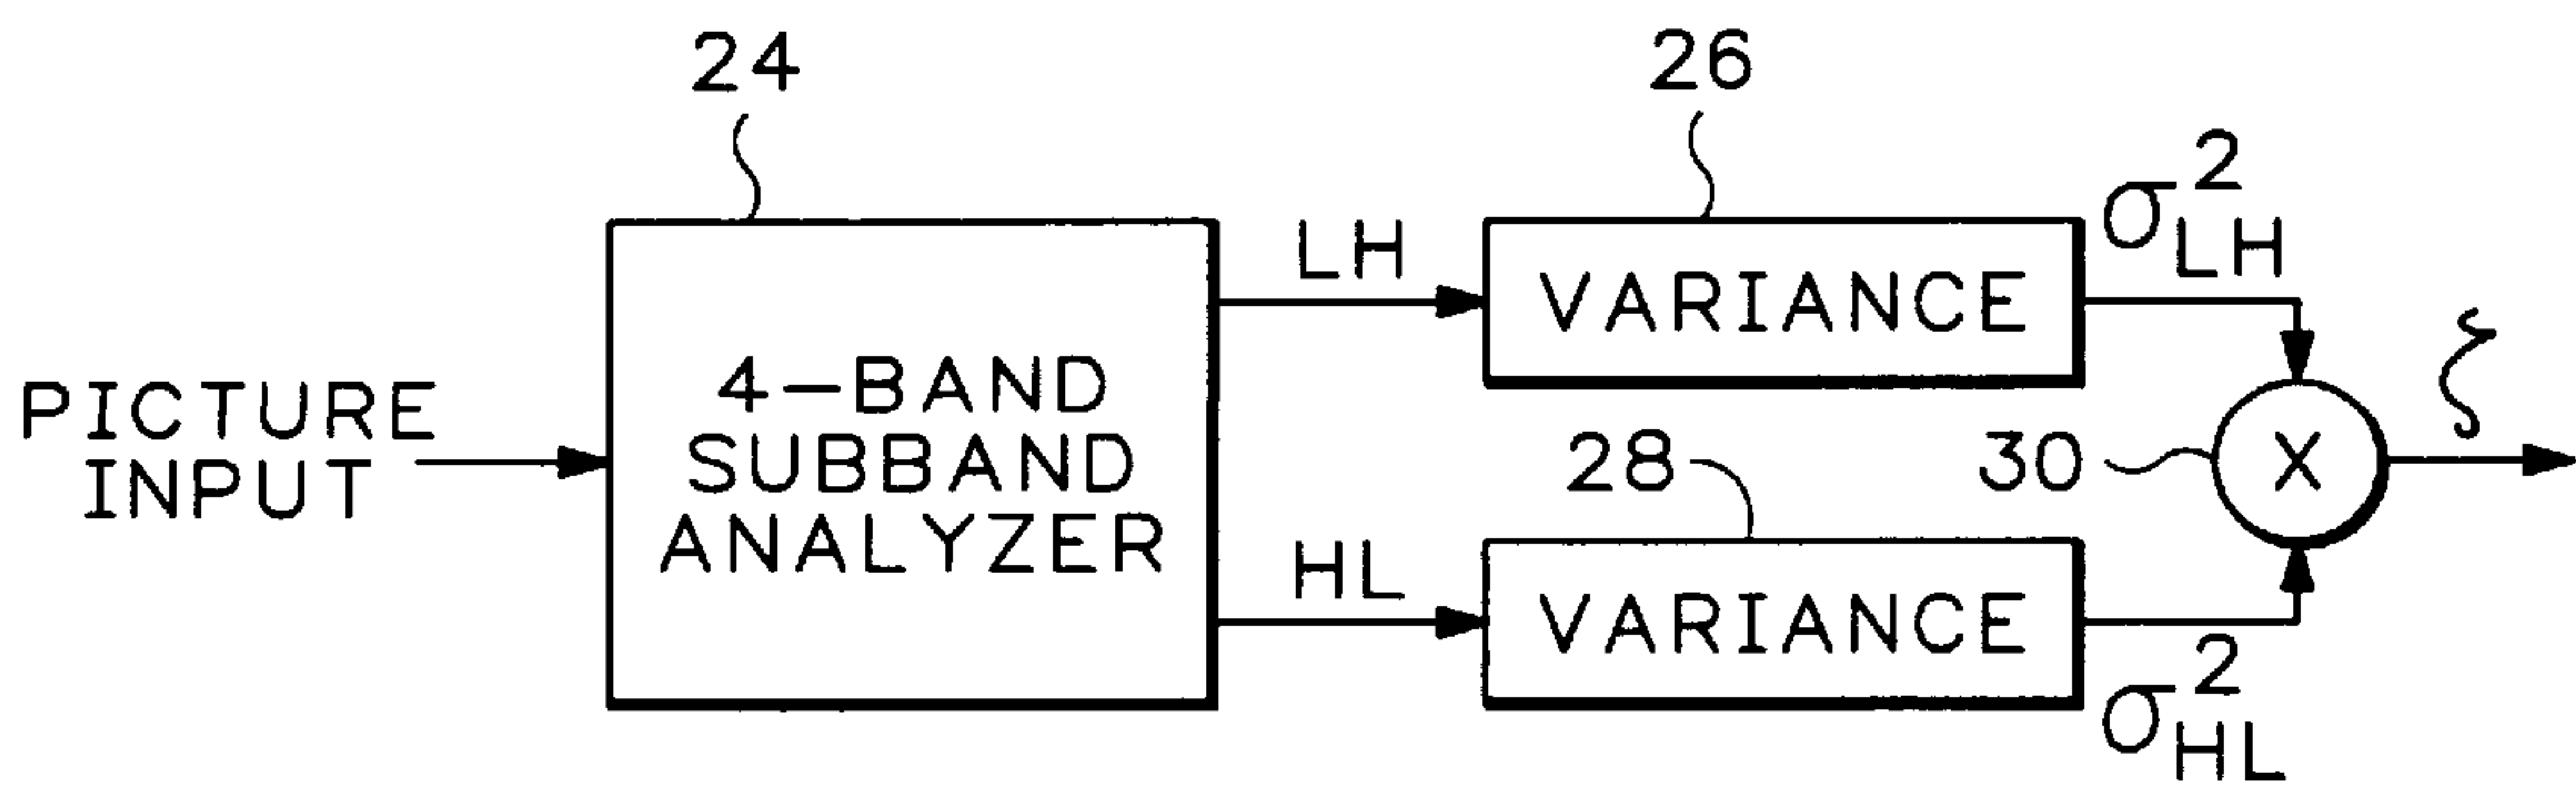 24
26
σ²LH
LH
VARIANCE
PICTURE
INPUT
4-BAND
SUBBAND
ANALYZER
28
30
X
ζ
HL
VARIANCE
σ²HL